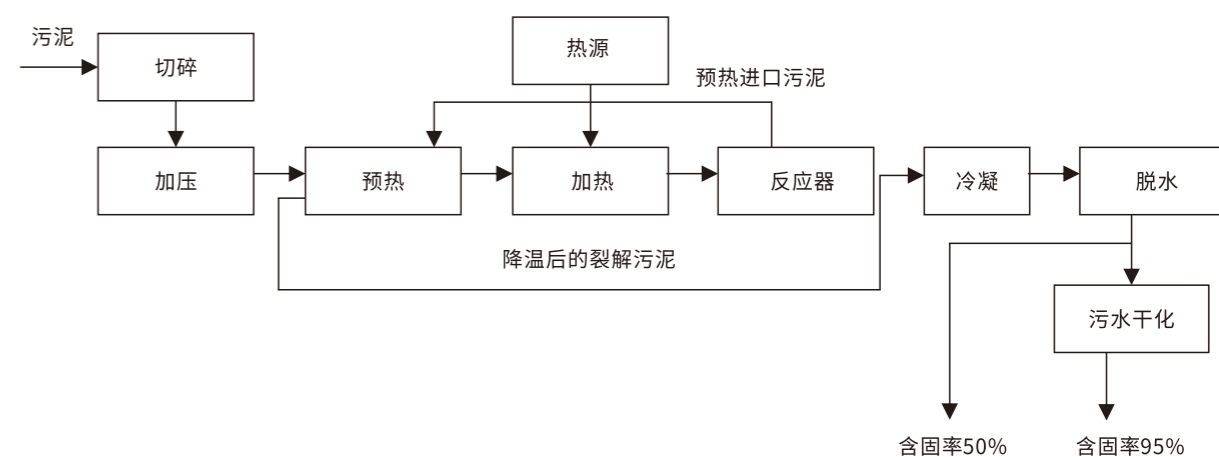 污泥
切碎
热源
预热进口污泥
加压
预热
加热
反应器
冷凝
脱水
降温后的裂解污泥
污水干化
含固率50%
含固率95%